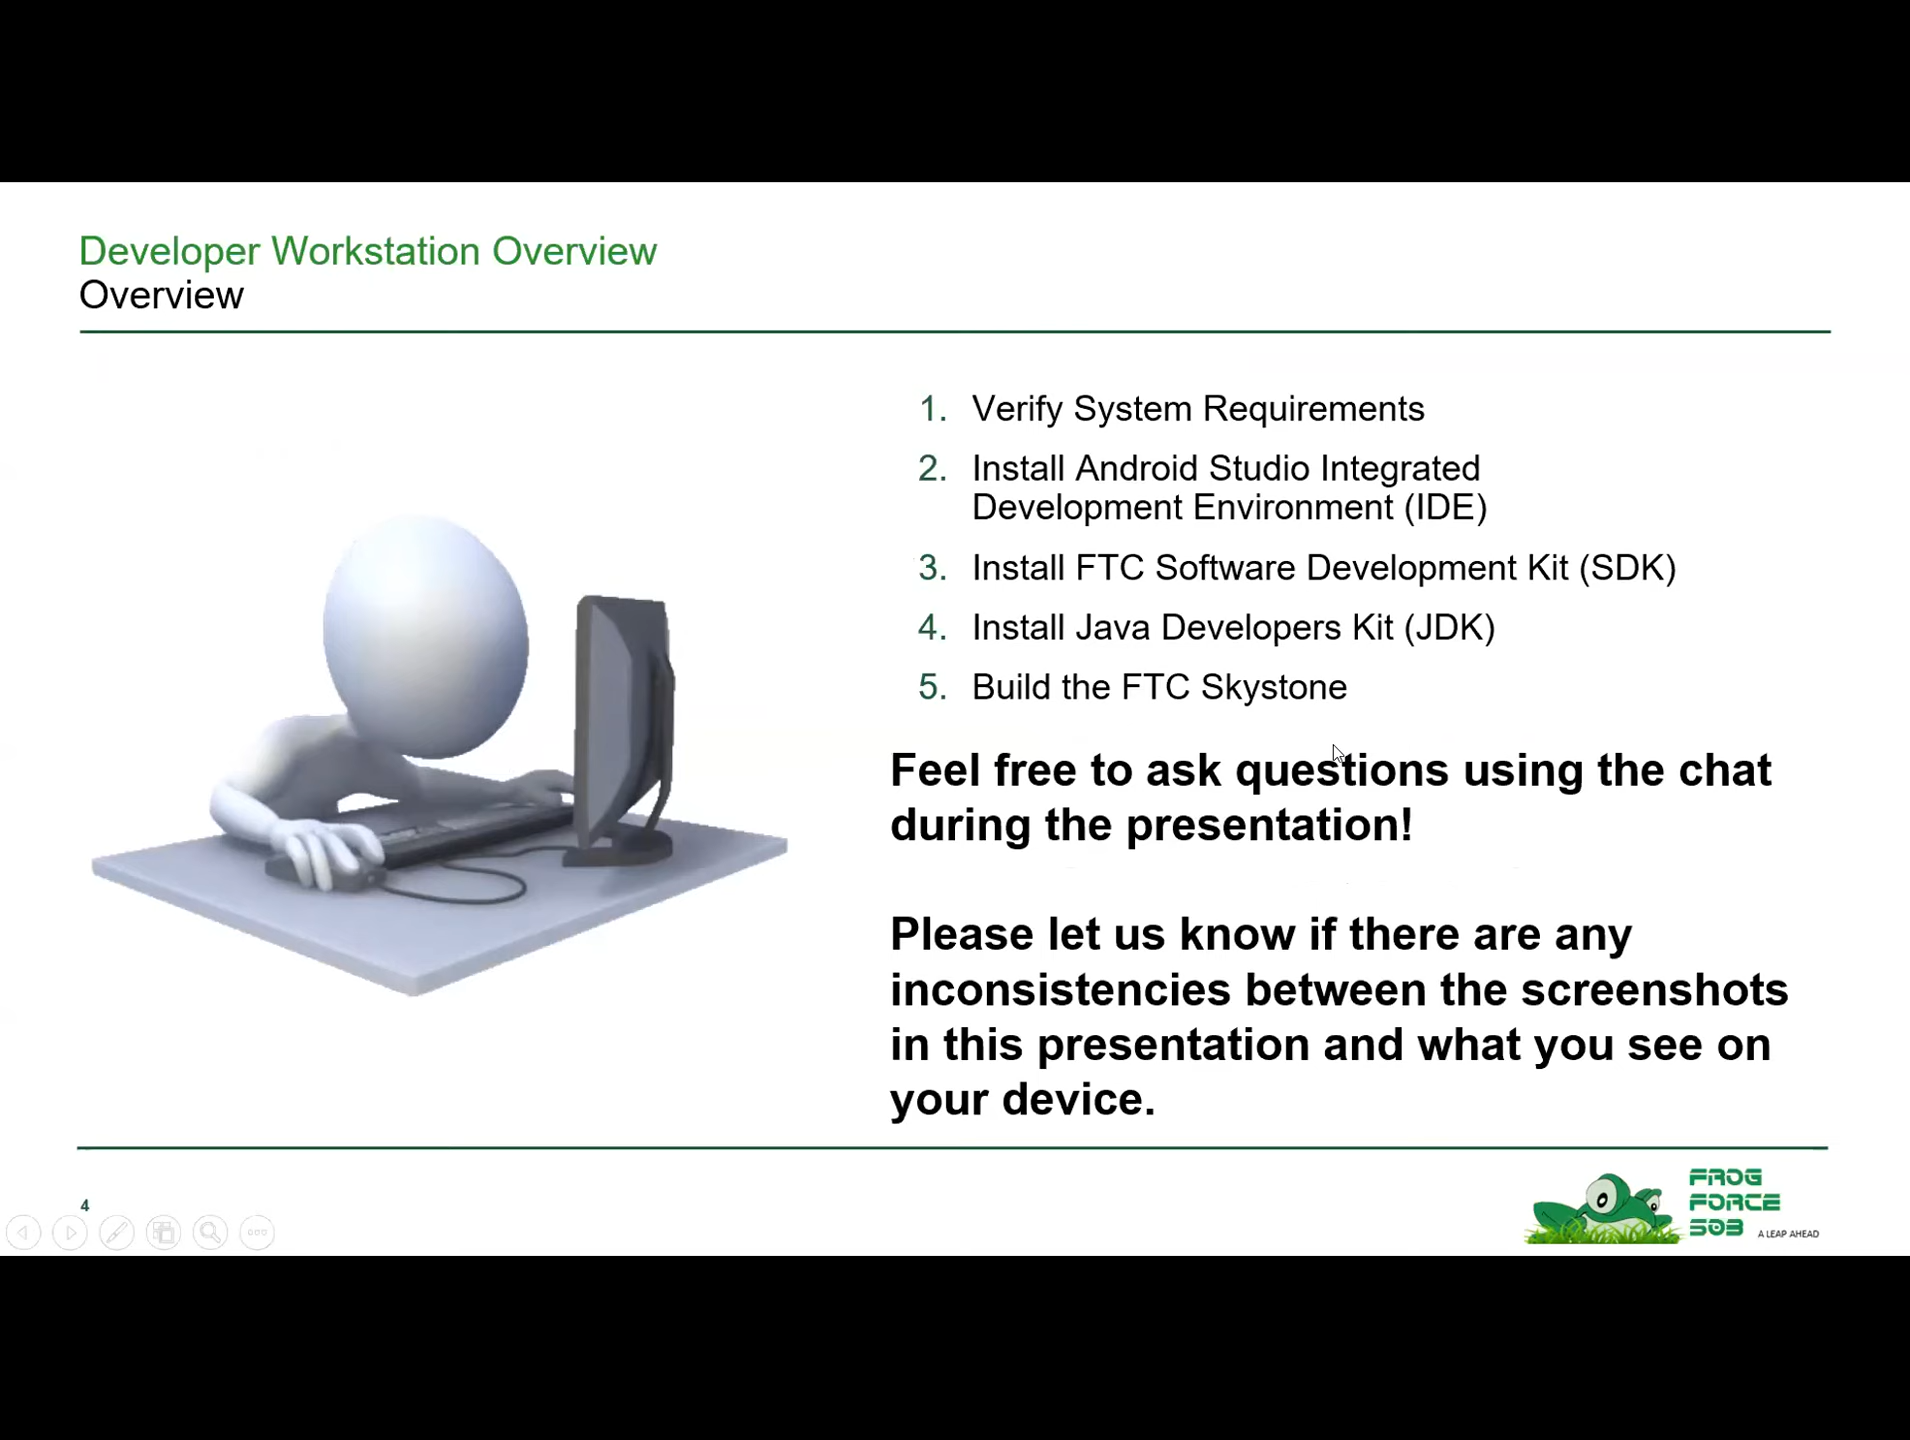 Developer Workstation Overview
Overview
1. Verify System Requirements
2. Install Android Studio Integrated
Development Environment (IDE)
3. Install FTC Software Development Kit (SDK)
4. Install Java Developers Kit (JDK)
5. Build the FTC Skystone
Feel free to ask questions using the chat
during the presentation!
Please let us know if there are any
inconsistencies between the screenshots
in this presentation and what you see on
your device.
4
FROG
FORCE
503 A LEAP AHEAD